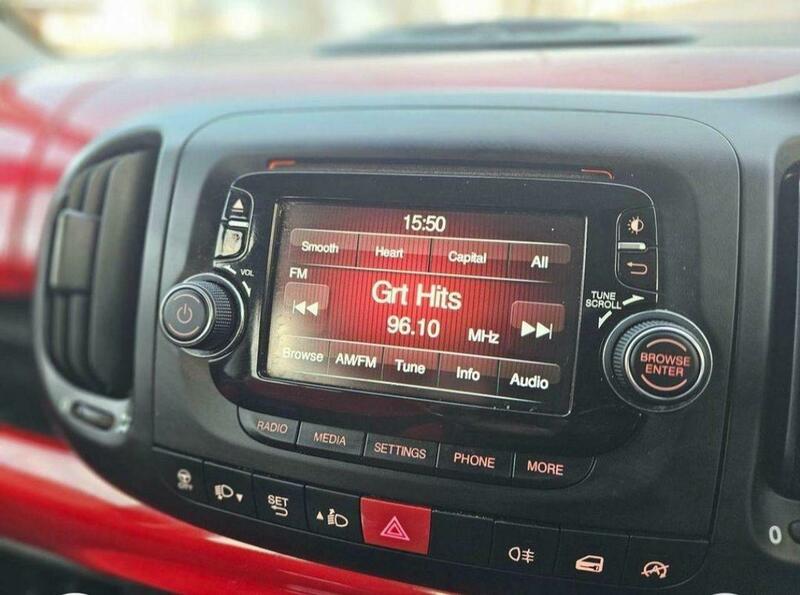 15:50
Smooth Heart Capital All
FM
VOL
Grt Hits
96.10 MHz
TUNE
SCROLL
Browse AM/FM Tune Info Audio
BROWSE
ENTER
RADIO MEDIA SETTINGS PHONE MORE
SET
0